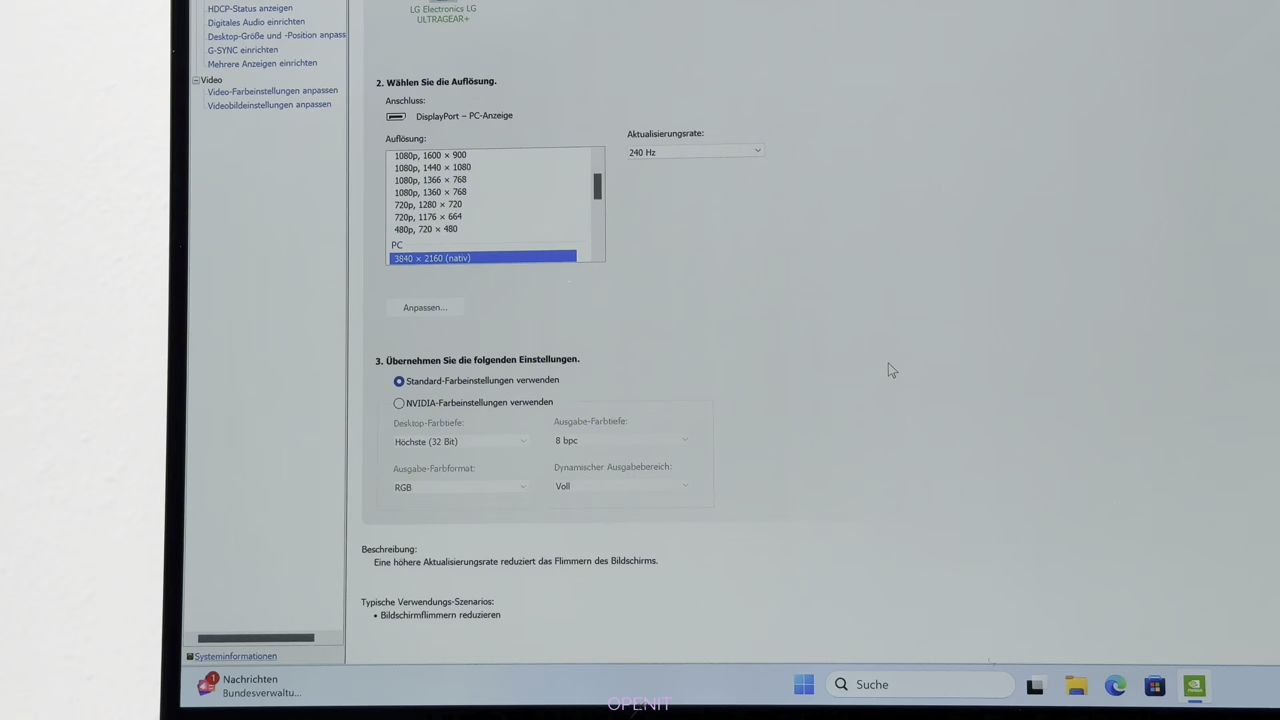 HDCP-Status anzeigen
Digitales Audio einrichten
Desktop-Größe und -Position anpass
G-SYNC einrichten
Mehrere Anzeigen einrichten
Video
Video-Farbeinstellungen anpassen
Videobildeinstellungen anpassen
Systeminformationen
LG Electronics LG
ULTRAGEAR+
2. Wählen Sie die Auflösung.
Anschluss:
DisplayPort – PC-Anzeige
Auflösung:
Aktualisierungsrate:
240 Hz
1080p, 1600 × 900
1080p, 1440 × 1080
1080p, 1366 × 768
1080p, 1360 × 768
720p, 1280 × 720
720p, 1176 × 664
480p, 720 × 480
PC
3840 × 2160 (nativ)
Anpassen...
3. Übernehmen Sie die folgenden Einstellungen.
Standard-Farbeinstellungen verwenden
NVIDIA-Farbeinstellungen verwenden
Desktop-Farbtiefe:
Ausgabe-Farbtiefe:
Höchste (32 Bit)
8 bpc
Ausgabe-Farbformat:
Dynamischer Ausgabebereich:
RGB
Voll
Beschreibung:
Eine höhere Aktualisierungsrate reduziert das Flimmern des Bildschirms.
Typische Verwendungs-Szenarios:
• Bildschirmflimmern reduzieren
1
Nachrichten
Bundesverwaltu...
Suche
OPENIT